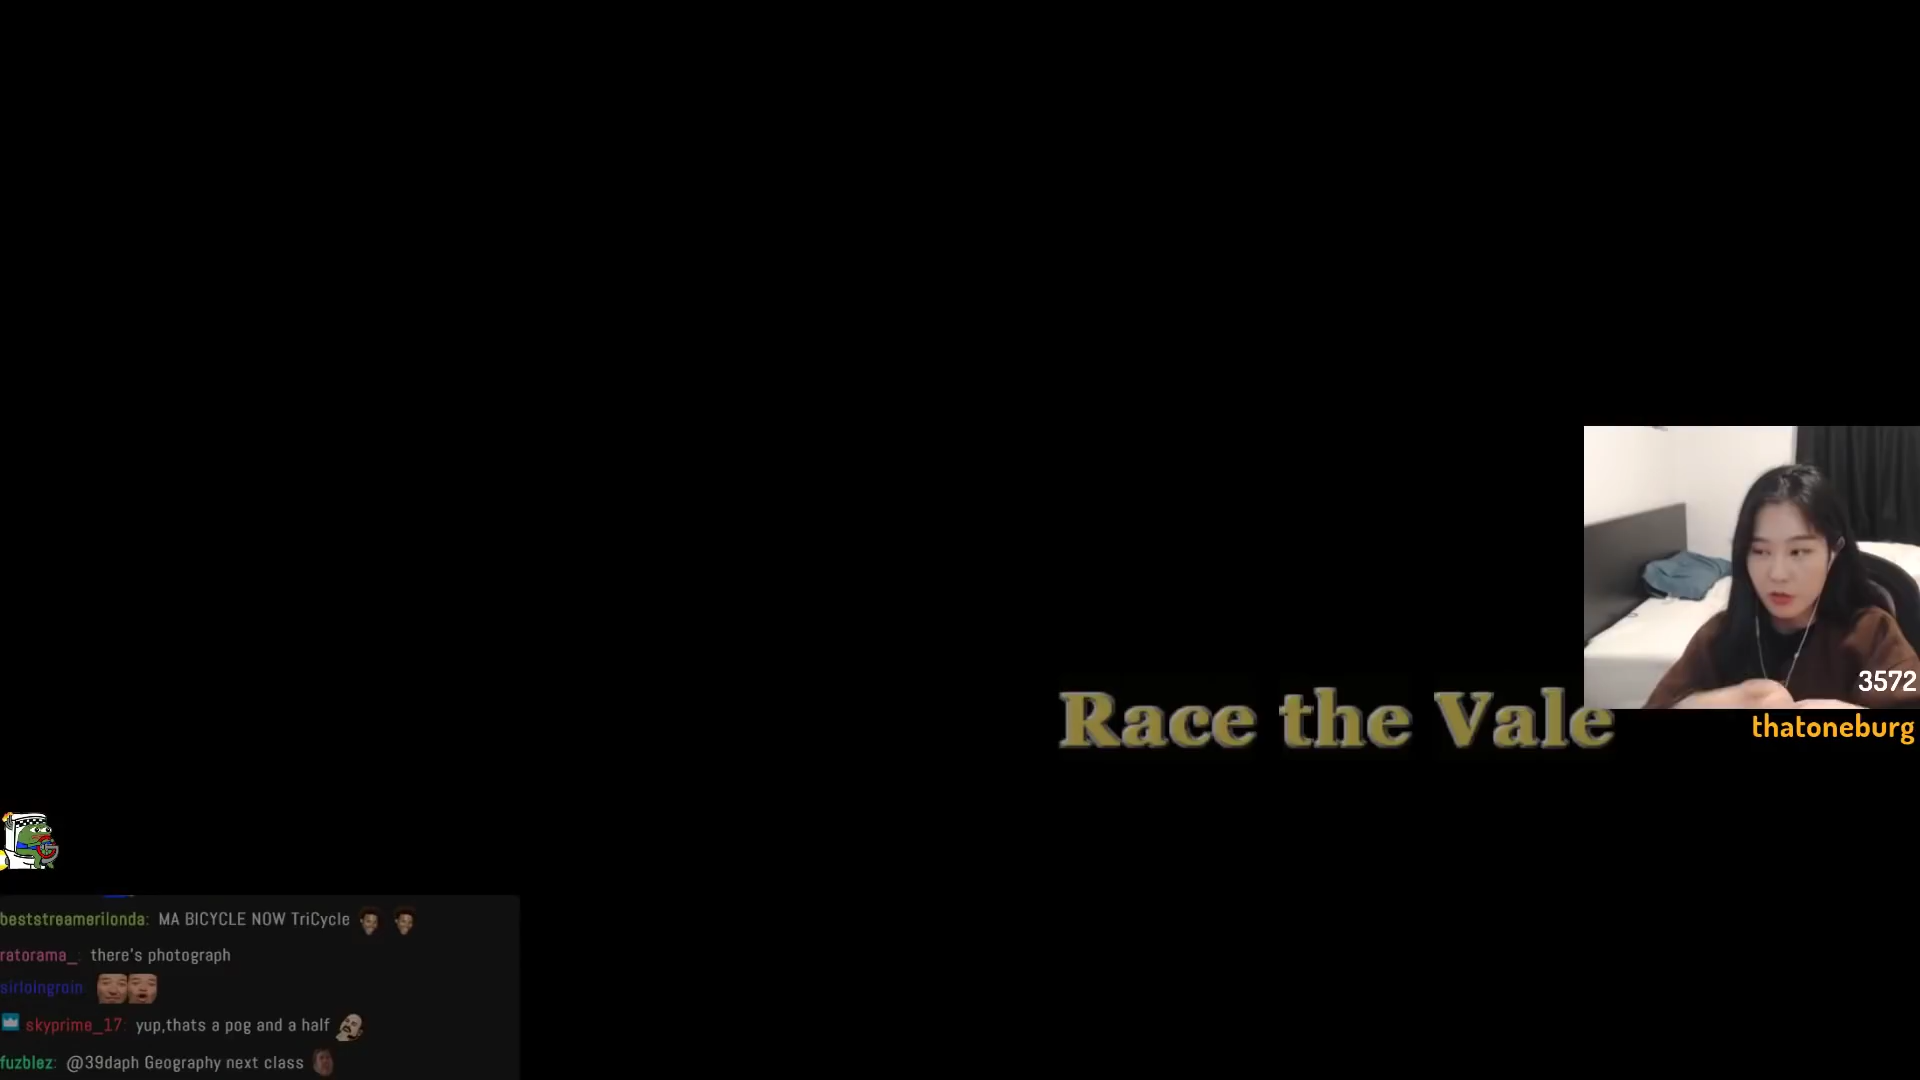 3572
Race the Vale
thatoneburg
beststreamerilonda: MA BICYCLE NOW TriCycle
ratorama_: there's photograph
sirloingrain
skyprime_17: yup,thats a pog and a half
fuzblez: @39daph Geography next class